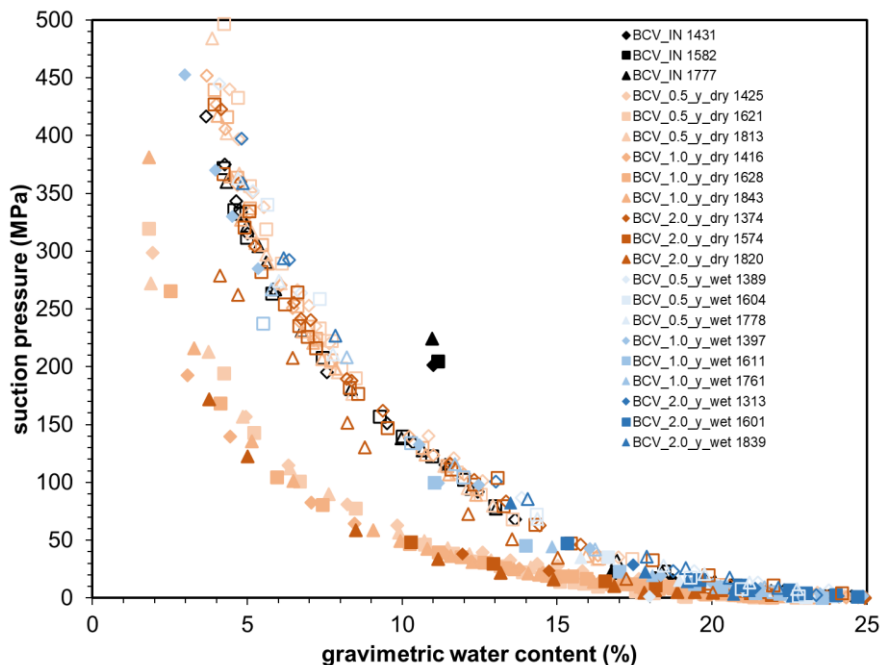 suction pressure (MPa)
500
450
400
350
300
250
200
150
100
50
0
0
5
10
15
20
25
gravimetric water content (%)
BCV_IN 1431
BCV_IN 1582
BCV_IN 1777
BCV_0.5_y_dry 1425
BCV_0.5_y_dry 1621
BCV_0.5_y_dry 1813
BCV_1.0_y_dry 1416
BCV_1.0_y_dry 1628
BCV_1.0_y_dry 1843
BCV_2.0_y_dry 1374
BCV_2.0_y_dry 1574
BCV_2.0_y_dry 1820
BCV_0.5_y_wet 1389
BCV_0.5_y_wet 1604
BCV_0.5_y_wet 1778
BCV_1.0_y_wet 1397
BCV_1.0_y_wet 1611
BCV_1.0_y_wet 1761
BCV_2.0_y_wet 1313
BCV_2.0_y_wet 1601
BCV_2.0_y_wet 1839